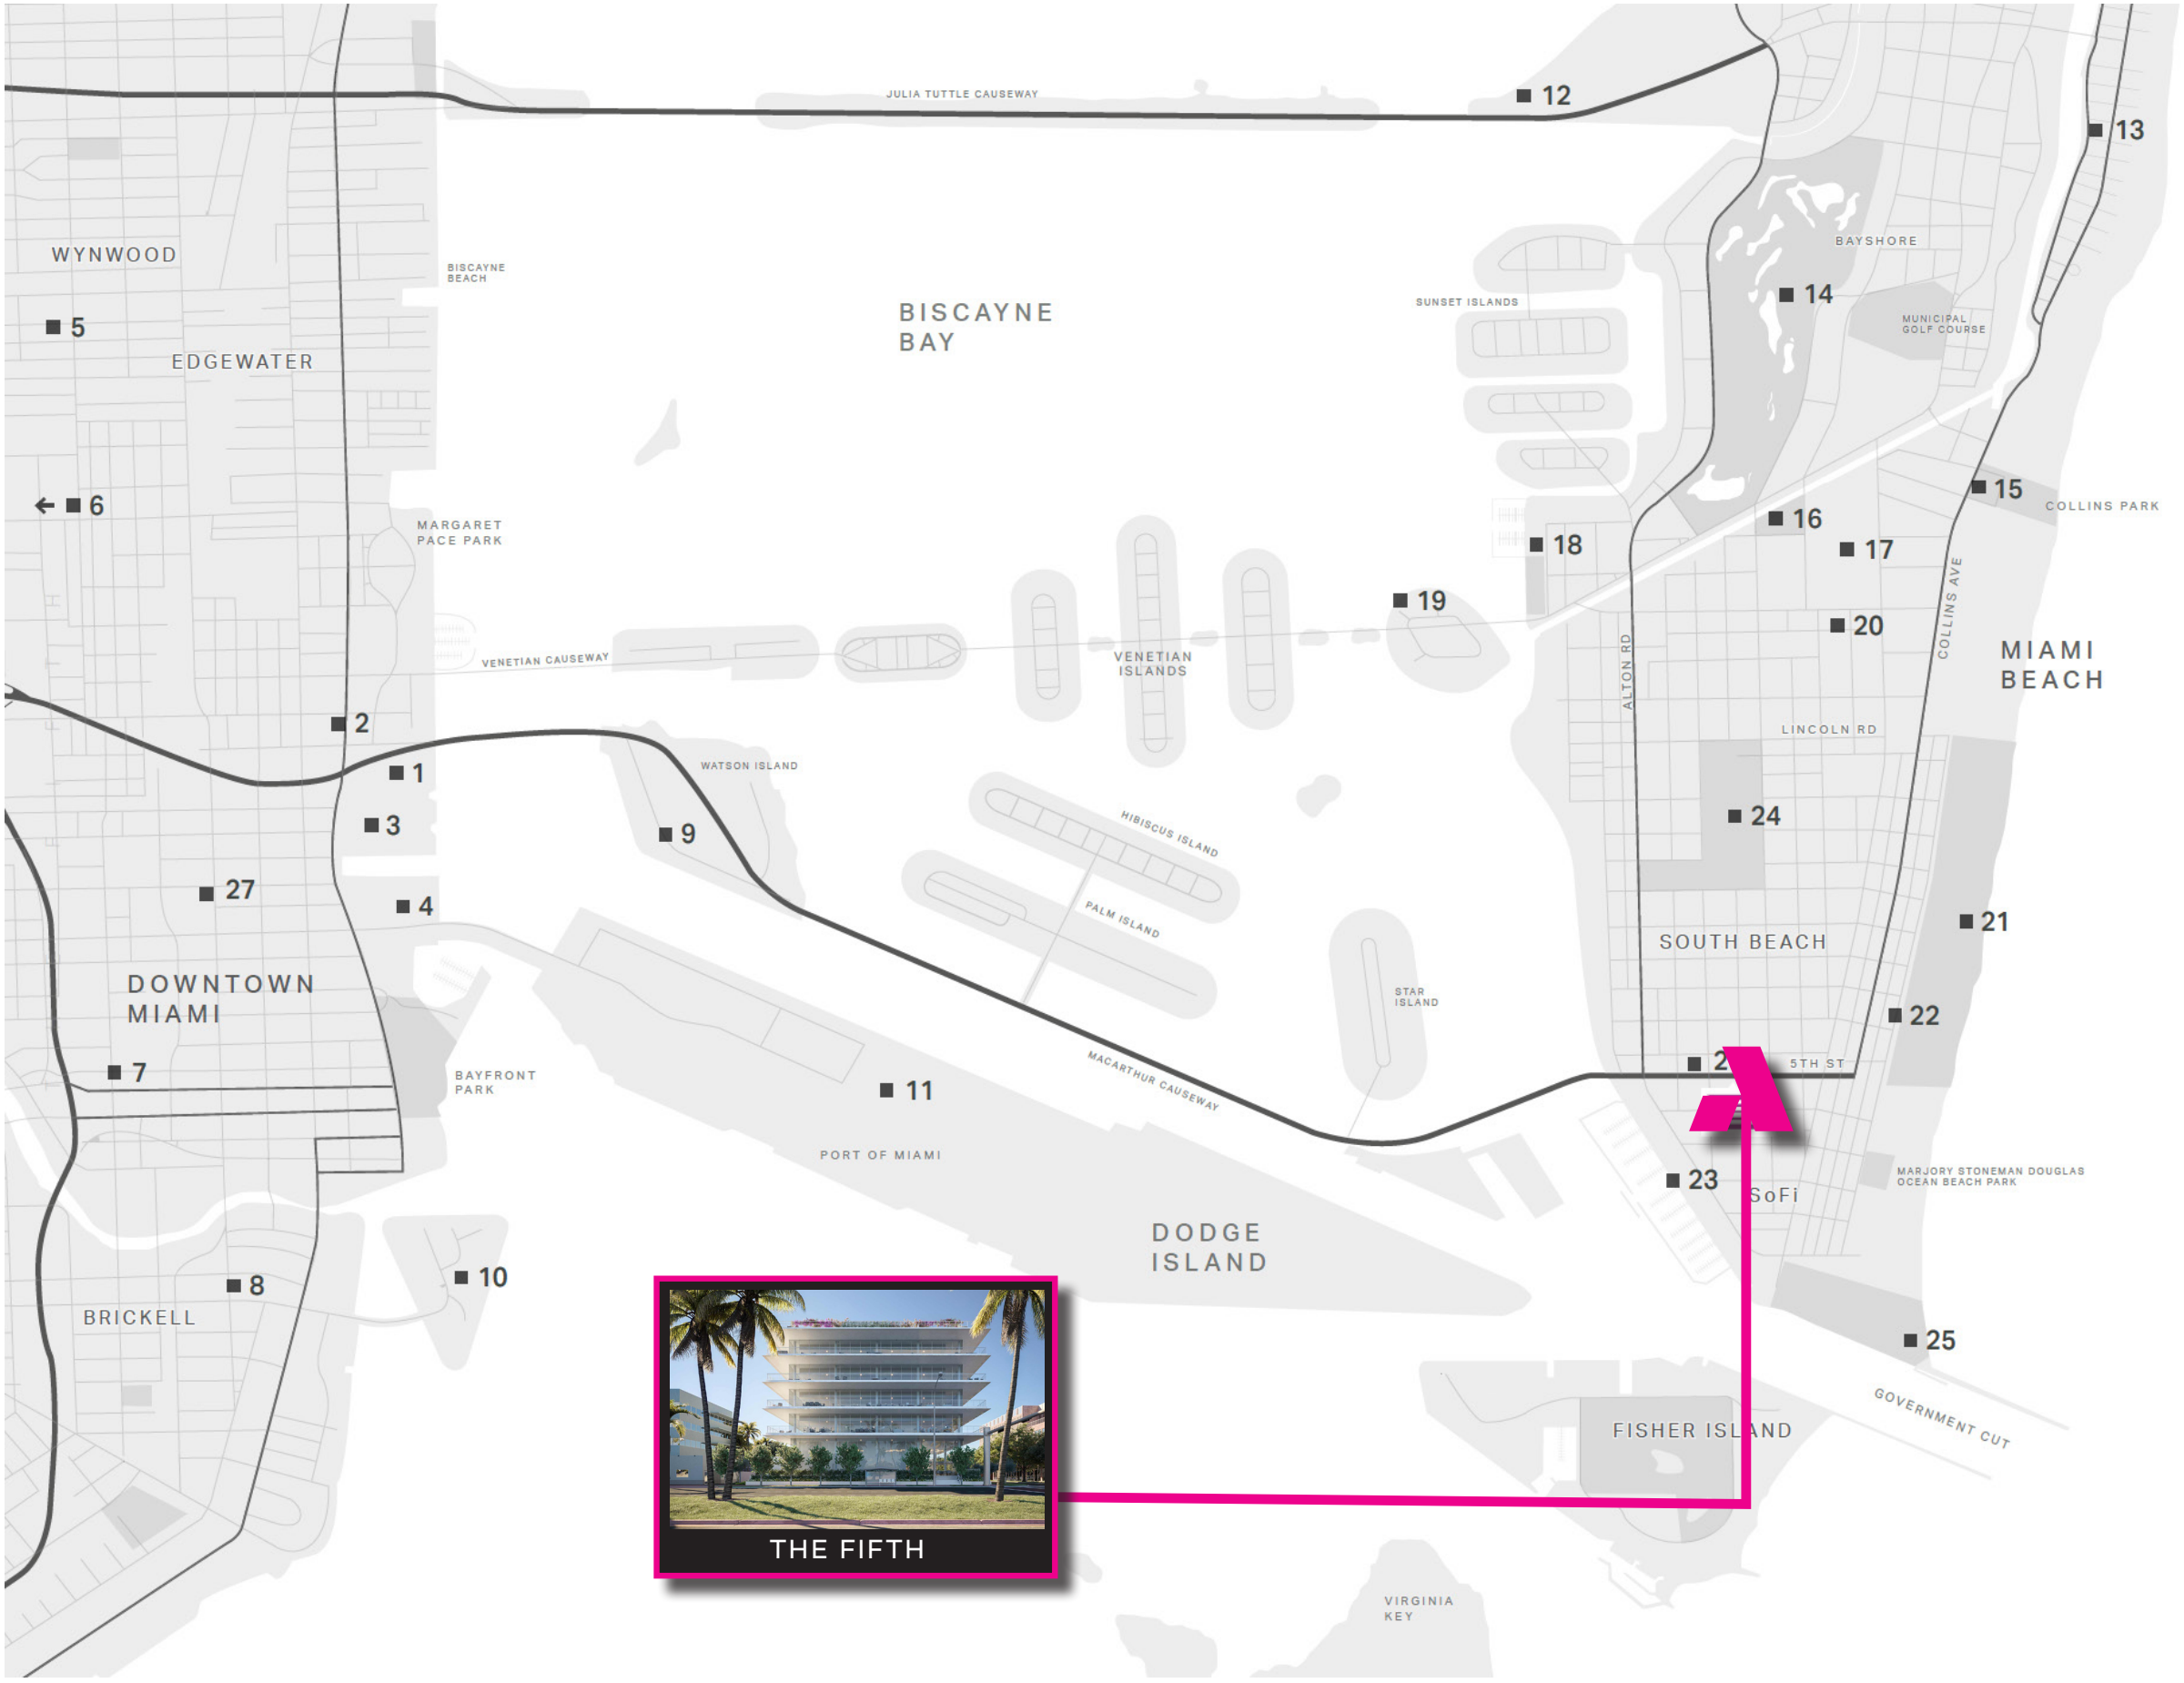 JULIA TUTTLE CAUSEWAY
12
13
WYNWOOD
BISCAYNE
BEACH
BAYSHORE
5
BISCAYNE
BAY
SUNSET ISLANDS
14
MUNICIPAL
GOLF COURSE
EDGEWATER
← 6
MARGARET
PACE PARK
15
COLLINS PARK
16
17
18
19
20
VENETIAN CAUSEWAY
VENETIAN
ISLANDS
ALTON RD
COLLINS AVE
MIAMI
BEACH
2
1
WATSON ISLAND
LINCOLN RD
3
9
HIBISCUS ISLAND
24
27
4
PALM ISLAND
21
SOUTH BEACH
DOWNTOWN
MIAMI
STAR
ISLAND
22
7
BAYFRONT
PARK
11
MACARTHUR CAUSEWAY
2
5TH ST
PORT OF MIAMI
23
SoFi
MARJORY STONEMAN DOUGLAS
OCEAN BEACH PARK
DODGE
ISLAND
8
10
BRICKELL
25
GOVERNMENT CUT
FISHER ISLAND
THE FIFTH
VIRGINIA
KEY